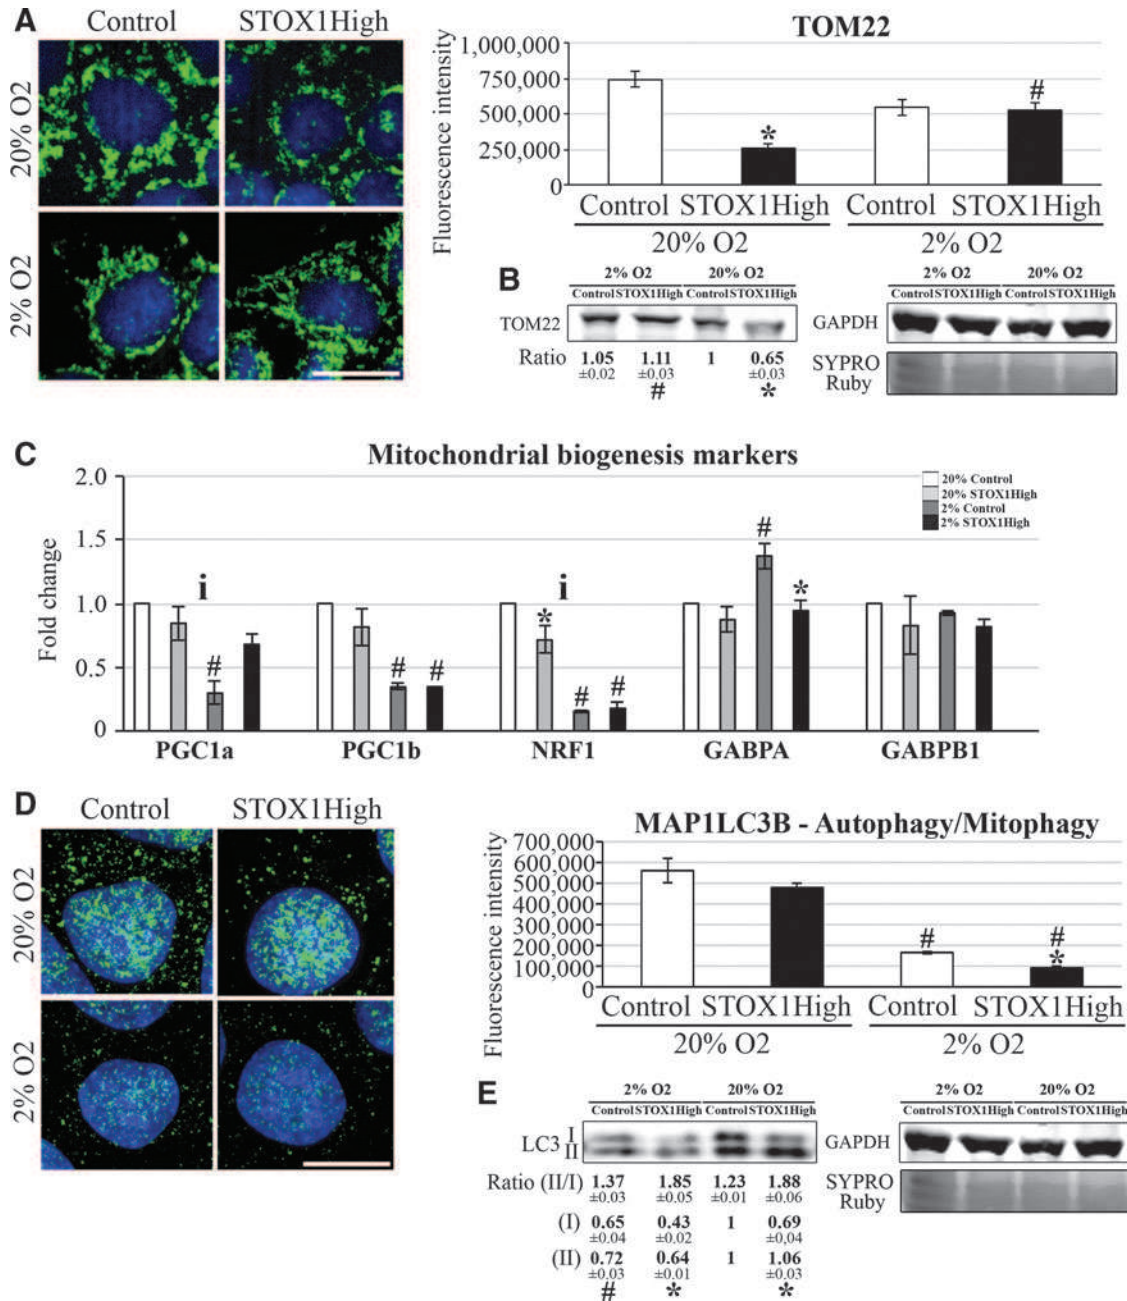 A
Control STOX1High
20% O2
2% O2
TOM22
Fluorescence intensity
1,000,000
750,000
500,000
250,000
0
*
#
Control STOX1High Control STOX1High
20% O2 2% O2
B
2% O2 20% O2
Control STOX1High Control STOX1High
TOM22
Ratio 1.05 1.11 1 0.65
±0.02 ±0.03 ±0.03
# *
2% O2 20% O2
Control STOX1High Control STOX1High
GAPDH
SYPRO
Ruby
C
Mitochondrial biogenesis markers
Fold change
2.0
1.5
1.0
0.5
0
20% Control
20% STOX1High
2% Control
2% STOX1High
i
#
# #
i
* # #
# *
PGC1a PGC1b NRF1 GABPA GABPB1
D
Control STOX1High
20% O2
2% O2
MAP1LC3B - Autophagy/Mitophagy
Fluorescence intensity
700,000
600,000
500,000
400,000
300,000
200,000
100,000
0
# #
*
Control STOX1High Control STOX1High
20% O2 2% O2
E
2% O2 20% O2
Control STOX1High Control STOX1High
LC3 I
II
Ratio (II/I) 1.37 1.85 1.23 1.88
±0.03 ±0.05 ±0.01 ±0.06
(I) 0.65 0.43 1 0.69
±0.04 ±0.02 ±0,04
(II) 0.72 0.64 1 1.06
±0.03 ±0.01 ±0.03
# * *
2% O2 20% O2
Control STOX1High Control STOX1High
GAPDH
SYPRO
Ruby